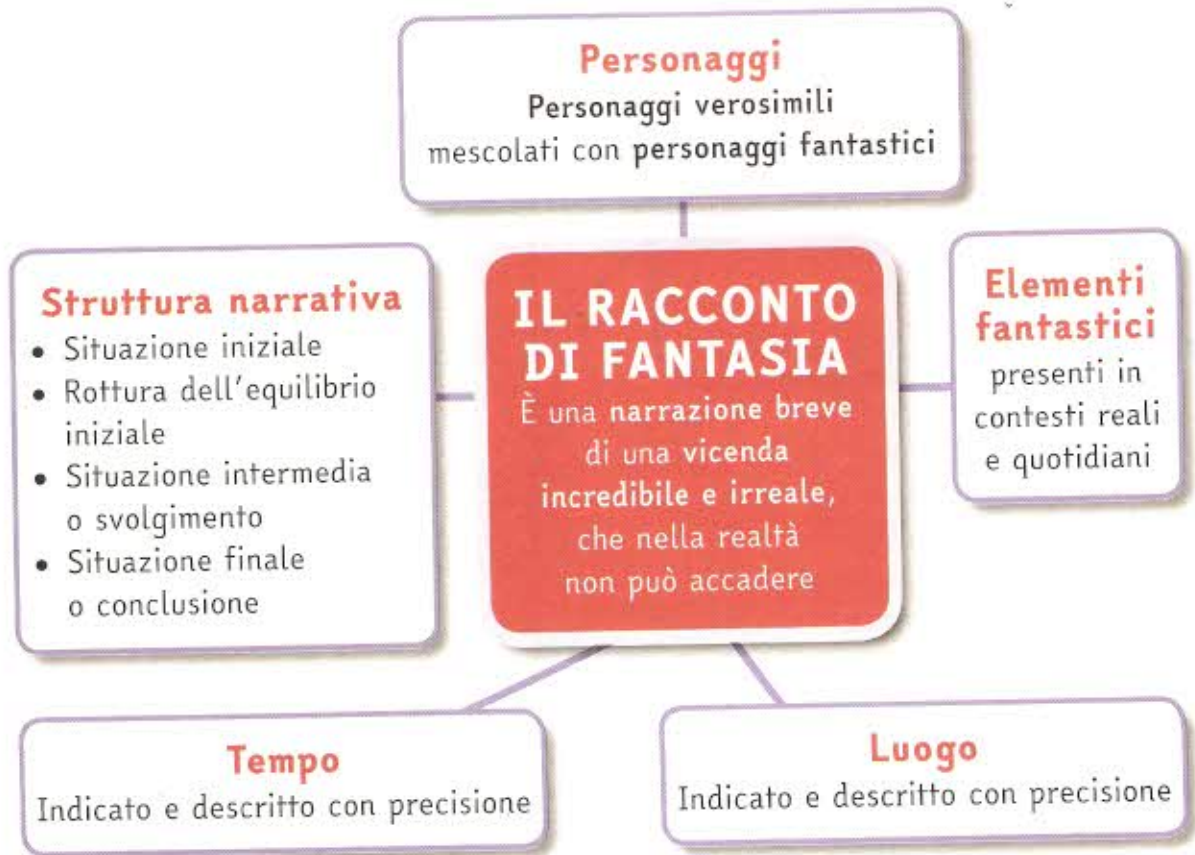 Personaggi
Personaggi verosimili
mescolati con personaggi fantastici
Struttura narrativa
• Situazione iniziale
• Rottura dell'equilibrio
iniziale
• Situazione intermedia
o svolgimento
• Situazione finale
o conclusione
IL RACCONTO
DI FANTASIA
È una narrazione breve
di una vicenda
incredibile e irreale,
che nella realtà
non può accadere
Elementi
fantastici
presenti in
contesti reali
e quotidiani
Tempo
Indicato e descritto con precisione
Luogo
Indicato e descritto con precisione